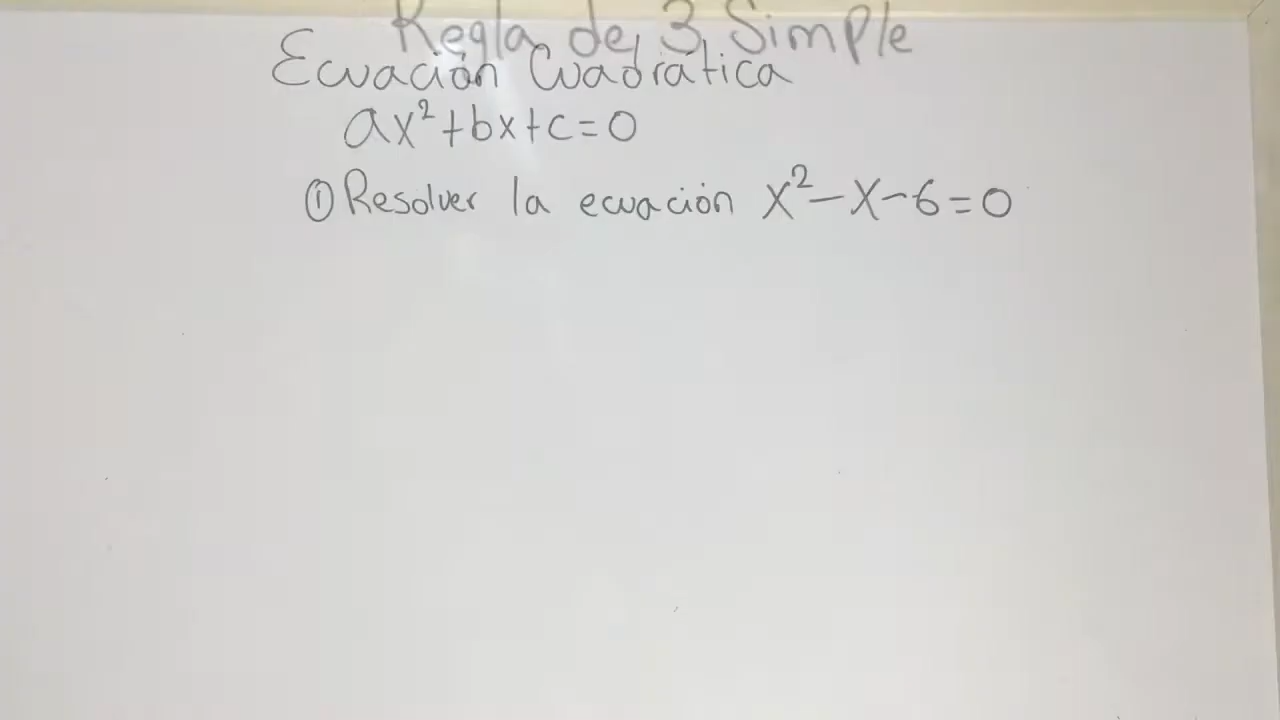 Regla de 3 Simple
Ecuación Cuadrática
ax²+bx+c=0
① Resolver la ecuación x²-x-6=0